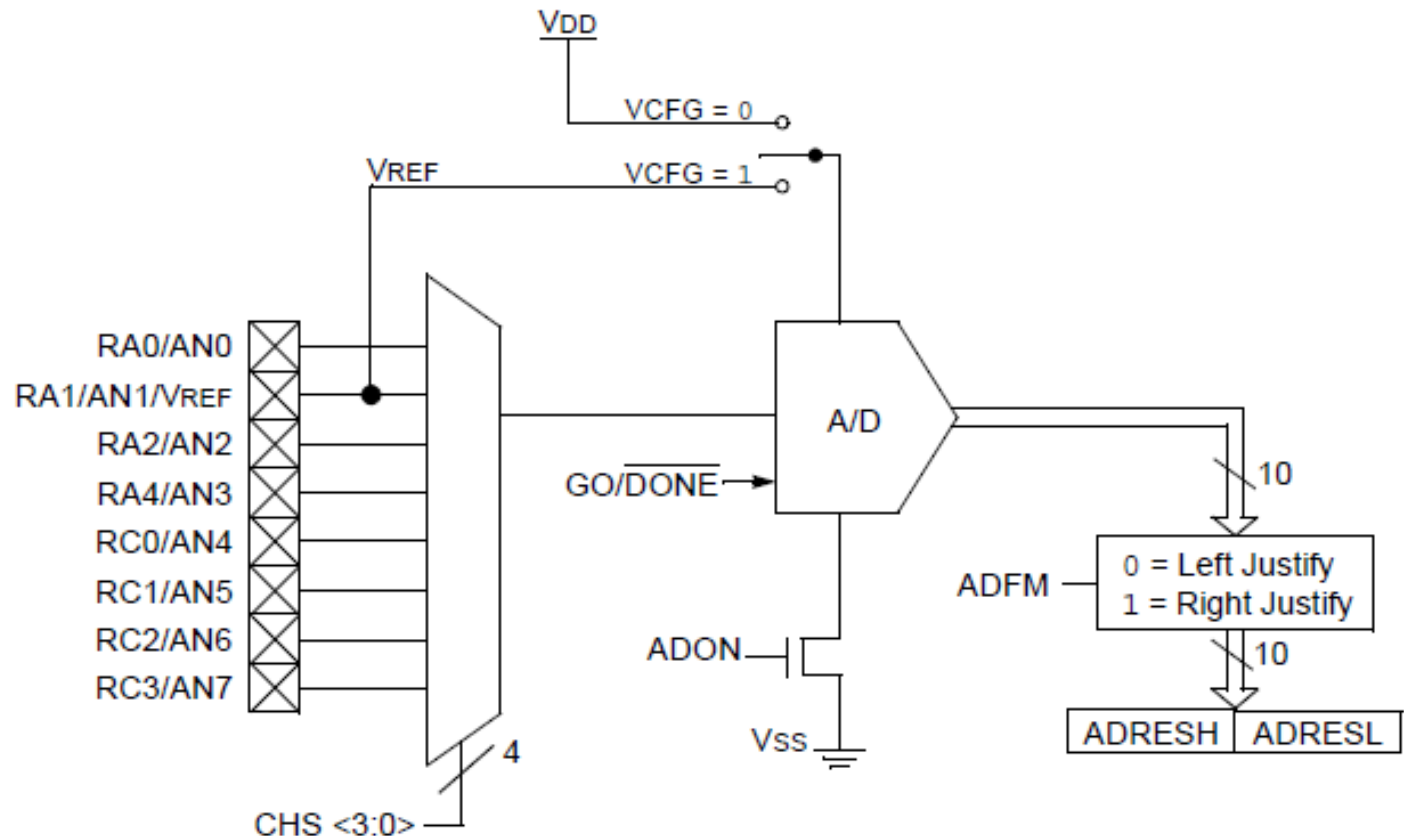 VDD
VCFG = 0
VREF
VCFG = 1
RA0/AN0
RA1/AN1/VREF
RA2/AN2
RA4/AN3
RC0/AN4
RC1/AN5
RC2/AN6
RC3/AN7
A/D
GO/DONE
10
ADFM
0 = Left Justify
1 = Right Justify
10
ADON
VSS
ADRESH ADRESL
4
CHS <3:0>